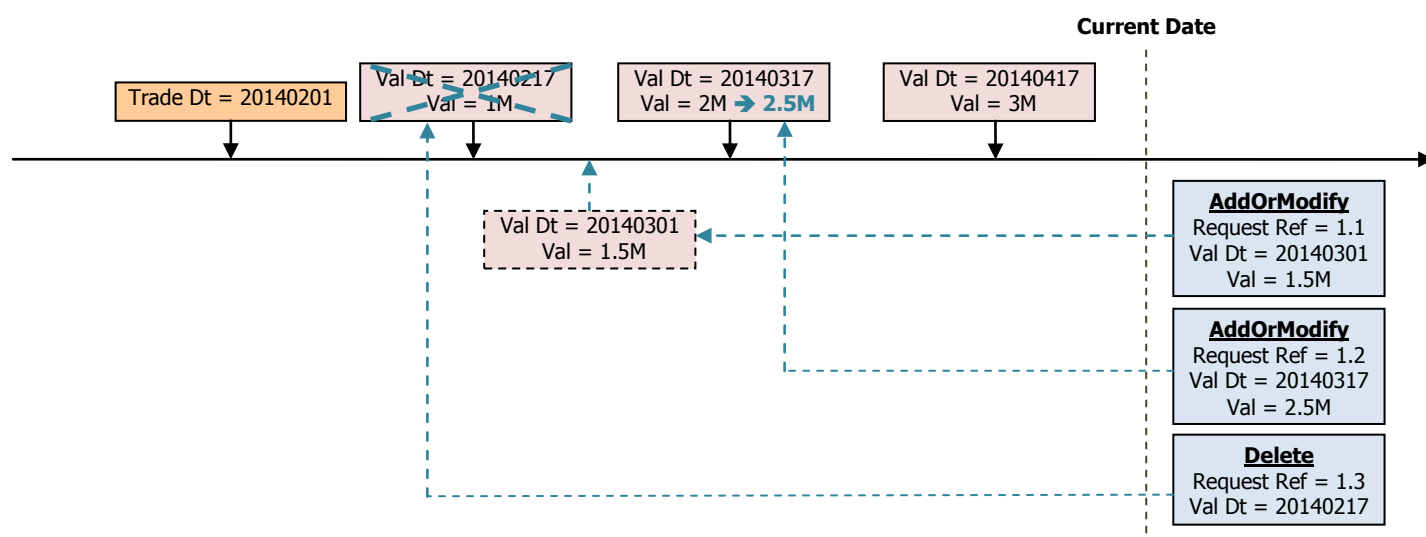 Current Date
Trade Dt = 20140201
Val Dt = 20140217
Val = 1M
Val Dt = 20140317
Val = 2M → 2.5M
Val Dt = 20140417
Val = 3M
Val Dt = 20140301
Val = 1.5M
AddOrModify
Request Ref = 1.1
Val Dt = 20140301
Val = 1.5M
AddOrModify
Request Ref = 1.2
Val Dt = 20140317
Val = 2.5M
Delete
Request Ref = 1.3
Val Dt = 20140217